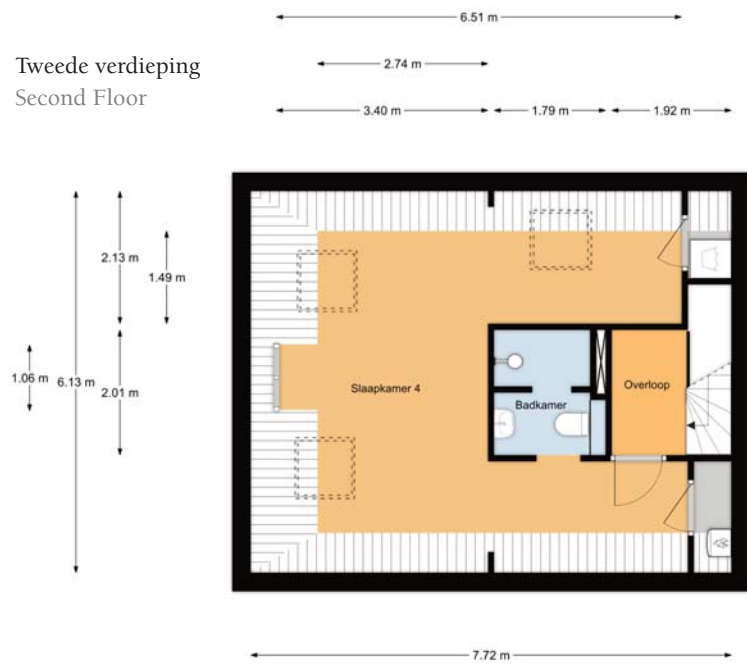 6.51 m
Tweede verdieping
2.74 m
Second Floor
3.40 m
1.79 m
1.92 m
2.13 m
1.49 m
1.06 m
6.13 m
2.01 m
Slaapkamer 4
Overloop
Badkamer
7.72 m